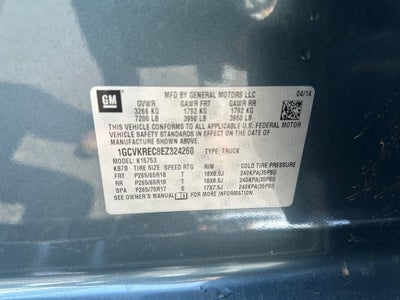 GM
MFD BY GENERAL MOTORS LLC
04/14
GVWR GAWR FRT GAWR RR
3266 KG 1792 KG 1792 KG
7200 LB 3950 LB 3950 LB
THIS VEHICLE CONFORMS TO ALL APPLICABLE U.S. FEDERAL MOTOR
VEHICLE SAFETY STANDARDS IN EFFECT ON THE DATE OF
MANUFACTURE SHOWN ABOVE.
1GCVKREC8EZ324260 TYPE: TRUCK
MODEL: K15753
KB7B TIRE SIZE SPEED RTG RIM COLD TIRE PRESSURE
FRT P265/65R18 T 18X8.5J 240KPA(35PSI)
RR P265/65R18 T 18X8.5J 240KPA(35PSI)
SPA P265/70R17 S 17X7.5J 240KPA(35PSI)
SEE OWNER'S MANUAL FOR MORE INFORMATION.